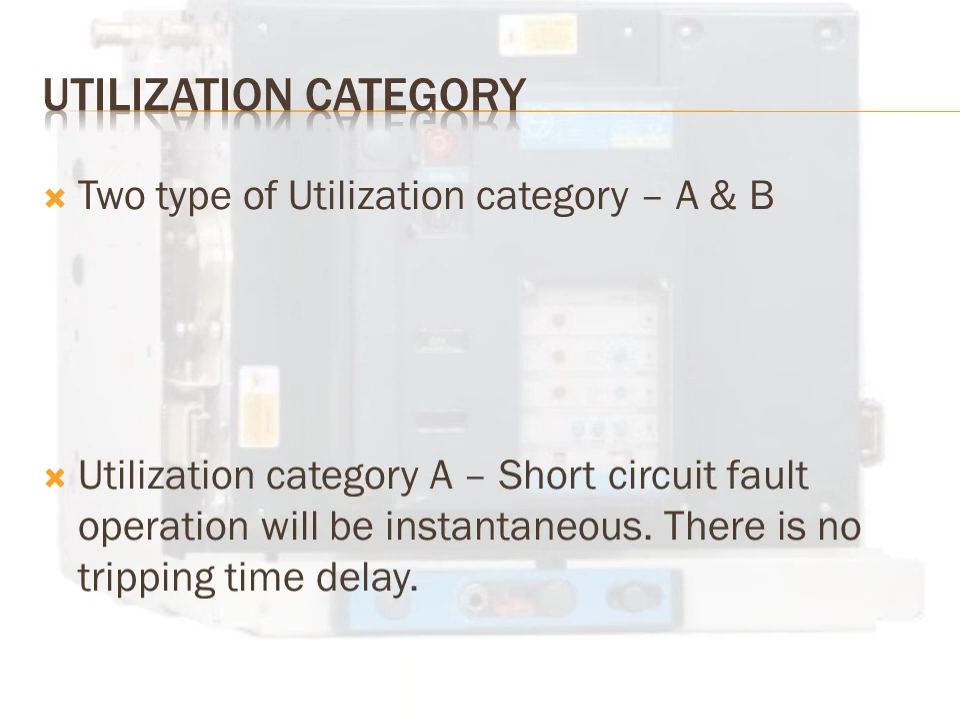 UTILIZATION CATEGORY
Two type of Utilization category – A & B
Utilization category A – Short circuit fault
operation will be instantaneous. There is no
tripping time delay.